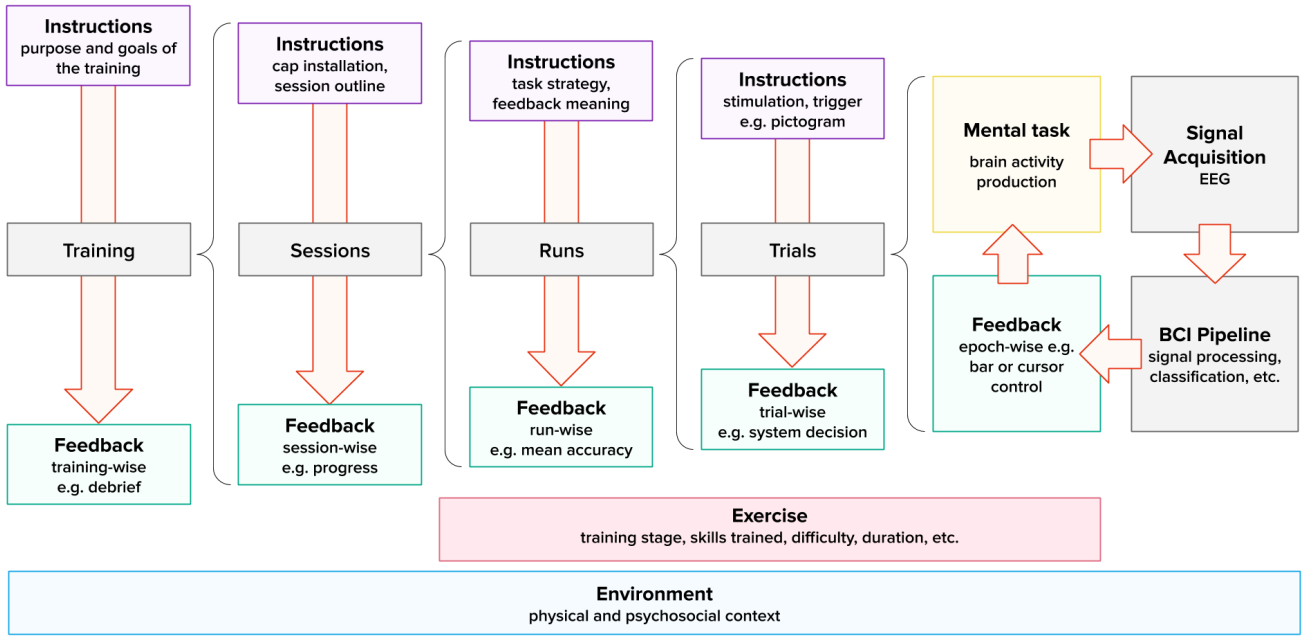 Instructions
purpose and goals of
the training
Training
Feedback
training-wise
e.g. debrief
Instructions
cap installation,
session outline
Sessions
Feedback
session-wise
e.g. progress
Instructions
task strategy,
feedback meaning
Runs
Feedback
run-wise
e.g. mean accuracy
Instructions
stimulation, trigger
e.g. pictogram
Trials
Feedback
trial-wise
e.g. system decision
Mental task
brain activity
production
Signal
Acquisition
EEG
Feedback
epoch-wise e.g.
bar or cursor
control
BCI Pipeline
signal processing,
classification, etc.
Exercise
training stage, skills trained, difficulty, duration, etc.
Environment
physical and psychosocial context